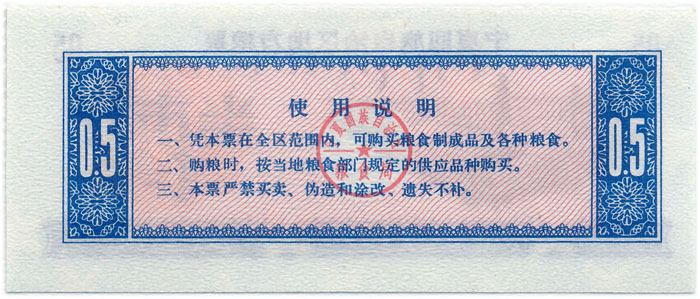 使用说明
0.5
一、凭本票在全区范围内，可购买粮食制成品及各种粮食。
二、购粮时，按当地粮食部门规定的供应品种购买。
三、本票严禁买卖、伪造和涂改、遗失不补。
0.5